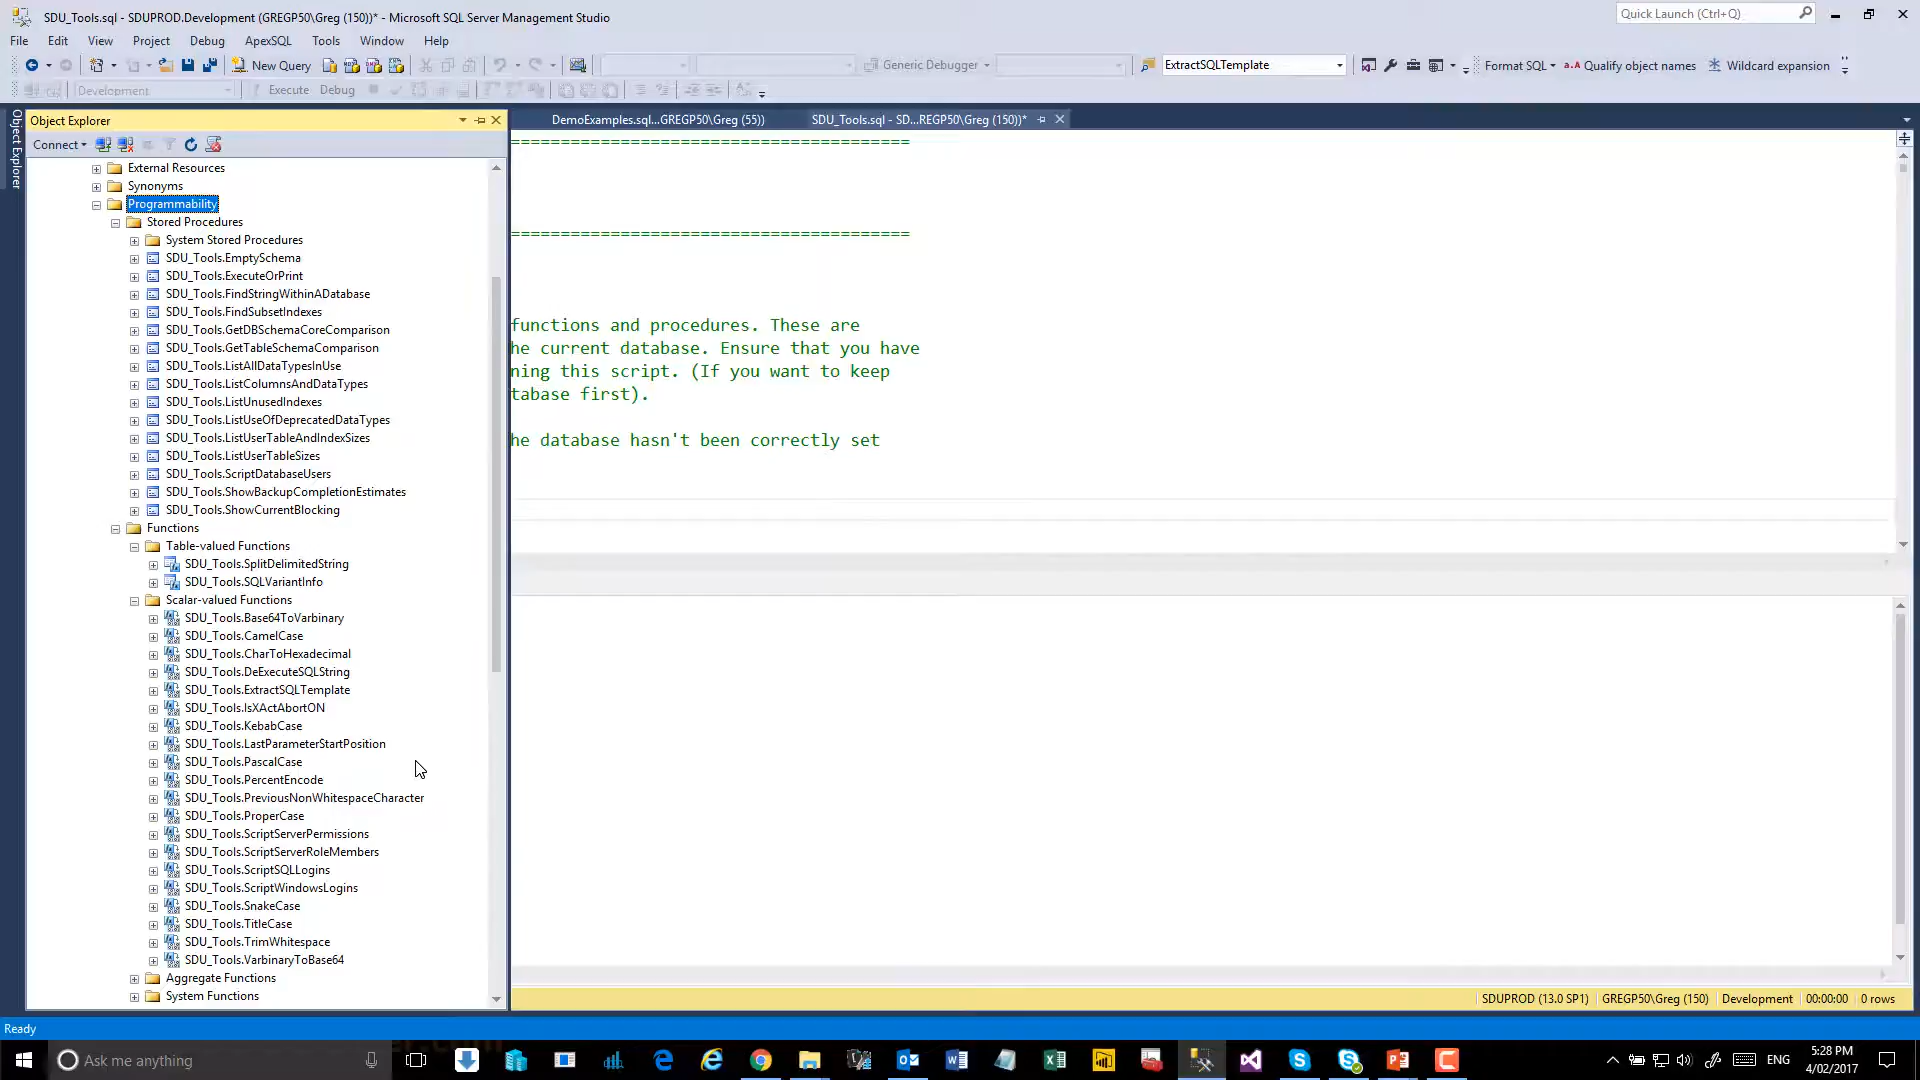 SDU_Tools.sql - SDUPROD.Development (GREGP50\Greg (150))* - Microsoft SQL Server Management Studio
Quick Launch (Ctrl+Q)
File Edit View Project Debug ApexSQL Tools Window Help
New Query
Generic Debugger
ExtractSQLTemplate
Format SQL
a.A Qualify object names
Wildcard expansion
Development
Execute Debug
Object Explorer
Object Explorer
DemoExamples.sql...GREGP50\Greg (55))
SDU_Tools.sql - SD...REGP50\Greg (150))*
Connect
External Resources
Synonyms
Programmability
Stored Procedures
System Stored Procedures
SDU_Tools.EmptySchema
SDU_Tools.ExecuteOrPrint
SDU_Tools.FindStringWithinADatabase
SDU_Tools.FindSubsetIndexes
SDU_Tools.GetDBSchemaCoreComparison
SDU_Tools.GetTableSchemaComparison
SDU_Tools.ListAllDataTypesInUse
SDU_Tools.ListColumnsAndDataTypes
SDU_Tools.ListUnusedIndexes
SDU_Tools.ListUseOfDeprecatedDataTypes
SDU_Tools.ListUserTableAndIndexSizes
SDU_Tools.ListUserTableSizes
SDU_Tools.ScriptDatabaseUsers
SDU_Tools.ShowBackupCompletionEstimates
SDU_Tools.ShowCurrentBlocking
Functions
Table-valued Functions
SDU_Tools.SplitDelimitedString
SDU_Tools.SQLVariantInfo
Scalar-valued Functions
SDU_Tools.Base64ToVarbinary
SDU_Tools.CamelCase
SDU_Tools.CharToHexadecimal
SDU_Tools.DeExecuteSQLString
SDU_Tools.ExtractSQLTemplate
SDU_Tools.IsXActAbortON
SDU_Tools.KebabCase
SDU_Tools.LastParameterStartPosition
SDU_Tools.PascalCase
SDU_Tools.PercentEncode
SDU_Tools.PreviousNonWhitespaceCharacter
SDU_Tools.ProperCase
SDU_Tools.ScriptServerPermissions
SDU_Tools.ScriptServerRoleMembers
SDU_Tools.ScriptSQLLogins
SDU_Tools.ScriptWindowsLogins
SDU_Tools.SnakeCase
SDU_Tools.TitleCase
SDU_Tools.TrimWhitespace
SDU_Tools.VarbinaryToBase64
Aggregate Functions
System Functions
========================================
========================================
functions and procedures. These are
he current database. Ensure that you have
ning this script. (If you want to keep
tabase first).
he database hasn't been correctly set
SDUPROD (13.0 SP1) GREGP50\Greg (150) Development 00:00:00 0 rows
Ready
Ask me anything
ENG
5:28 PM
4/02/2017